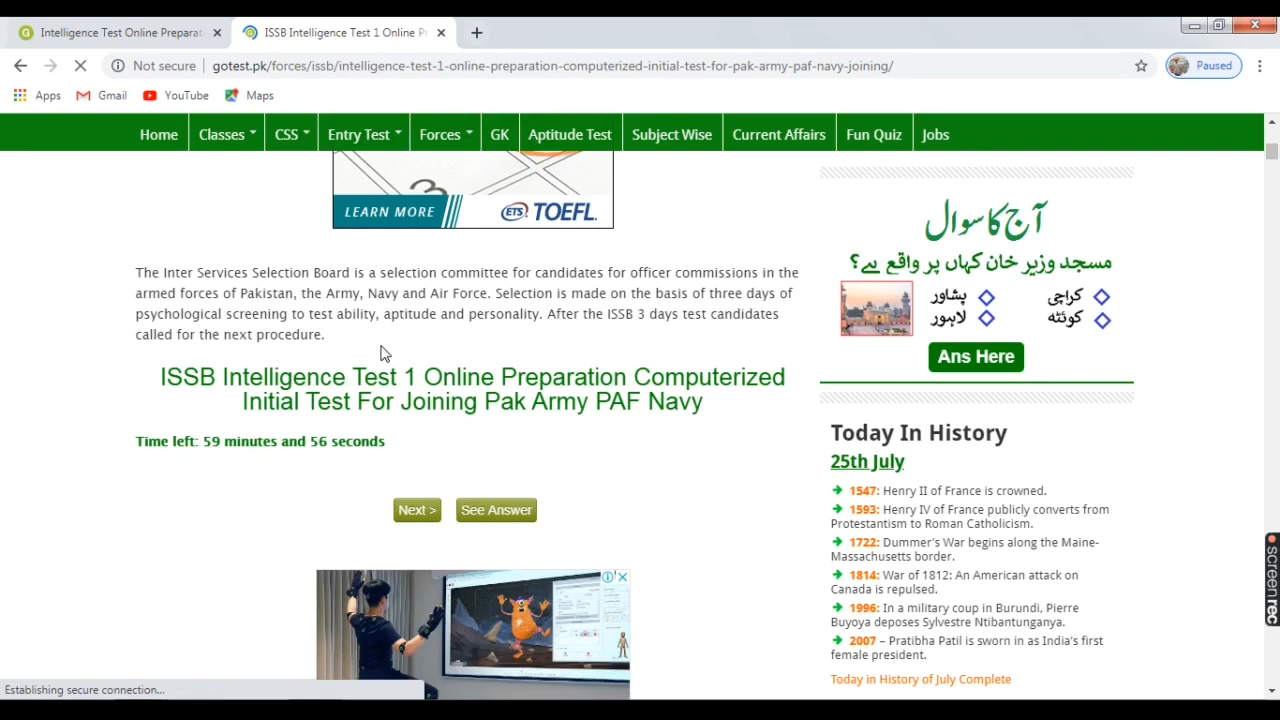 Intelligence Test Online Preparat
ISSB Intelligence Test 1 Online P
Not secure
gotest.pk/forces/issb/intelligence-test-1-online-preparation-computerized-initial-test-for-pak-army-paf-navy-joining/
Paused
Apps
Gmail
YouTube
Maps
Home
Classes
CSS
Entry Test
Forces
GK
Aptitude Test
Subject Wise
Current Affairs
Fun Quiz
Jobs
3
LEARN MORE
ETS TOEFL.
The Inter Services Selection Board is a selection committee for candidates for officer commissions in the
armed forces of Pakistan, the Army, Navy and Air Force. Selection is made on the basis of three days of
psychological screening to test ability, aptitude and personality. After the ISSB 3 days test candidates
called for the next procedure.
ISSB Intelligence Test 1 Online Preparation Computerized
Initial Test For Joining Pak Army PAF Navy
Time left: 59 minutes and 56 seconds
Next >
See Answer
آج کا سوال
مسجد وزیر خان کہاں پر واقع ہے؟
کراچی
پشاور
کوئٹہ
لاہور
Ans Here
Today In History
25th July
1547: Henry II of France is crowned.
1593: Henry IV of France publicly converts from
Protestantism to Roman Catholicism.
1722: Dummer’s War begins along the Maine-
Massachusetts border.
1814: War of 1812: An American attack on
Canada is repulsed.
1996: In a military coup in Burundi, Pierre
Buyoya deposes Sylvestre Ntibantunganya.
2007 – Pratibha Patil is sworn in as India’s first
female president.
Today in History of July Complete
Establishing secure connection...
screenrec